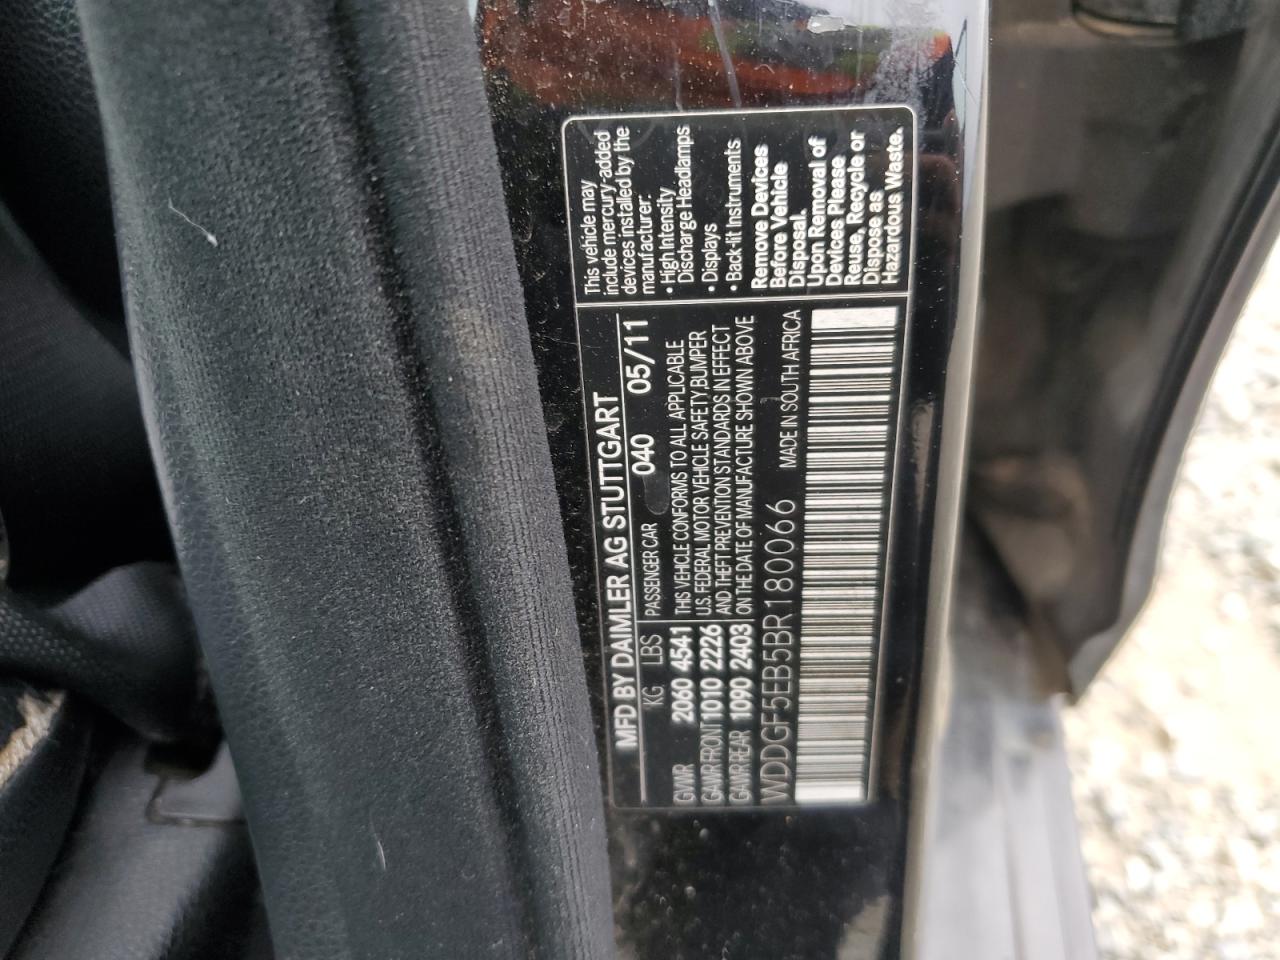 MFD BY DAIMLER AG STUTTGART
KG LBS PASSENGER CAR 040 05/11
GVWR 2060 4541 THIS VEHICLE CONFORMS TO ALL APPLICABLE
GAWR FRONT 1010 2226 U.S. FEDERAL MOTOR VEHICLE SAFETY, BUMPER
GAWR REAR 1090 2403 AND THEFT PREVENTION STANDARDS IN EFFECT
ON THE DATE OF MANUFACTURE SHOWN ABOVE
WDDGF5EB5BR180066 MADE IN SOUTH AFRICA
This vehicle may
include mercury-added
devices installed by the
manufacturer:
• High Intensity
Discharge Headlamps
• Displays
• Back-lit Instruments
Remove Devices
Before Vehicle
Disposal.
Upon Removal of
Devices Please
Reuse, Recycle or
Dispose as
Hazardous Waste.